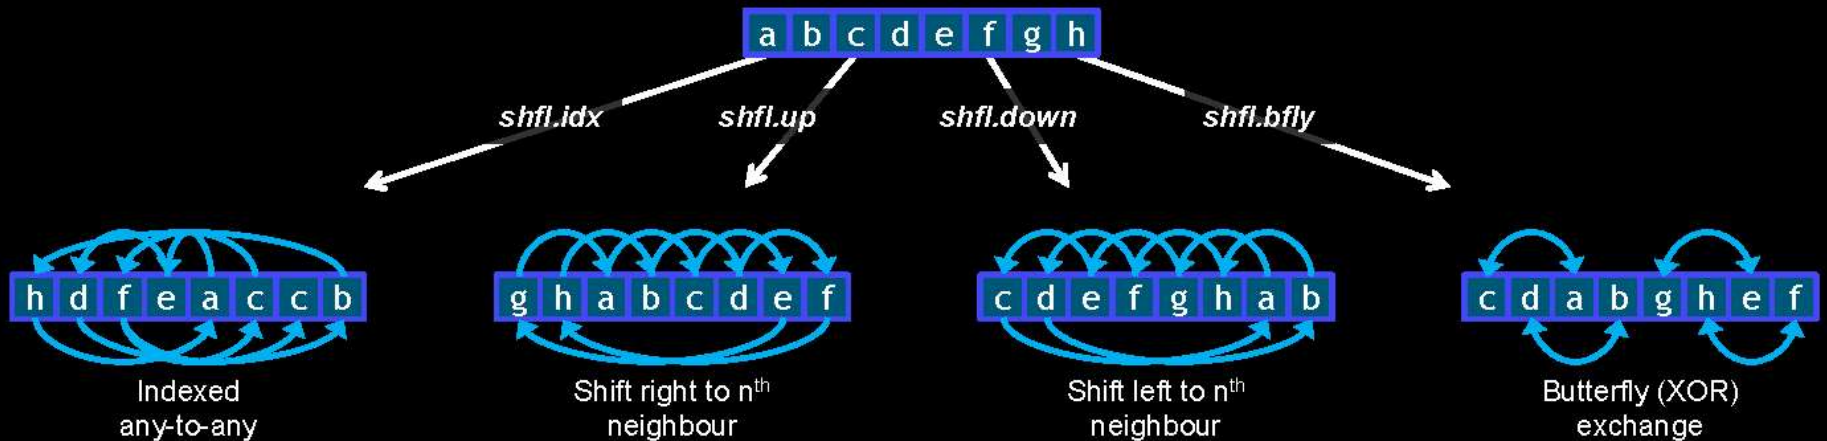 a b c d e f g h
shfl.idx
shfl.up
shfl.down
shfl.bfly
h d f e a c c b
g h a b c d e f
c d e f g h a b
c d a b g h e f
Indexed
any-to-any
Shift right to nth
neighbour
Shift left to nth
neighbour
Butterfly (XOR)
exchange